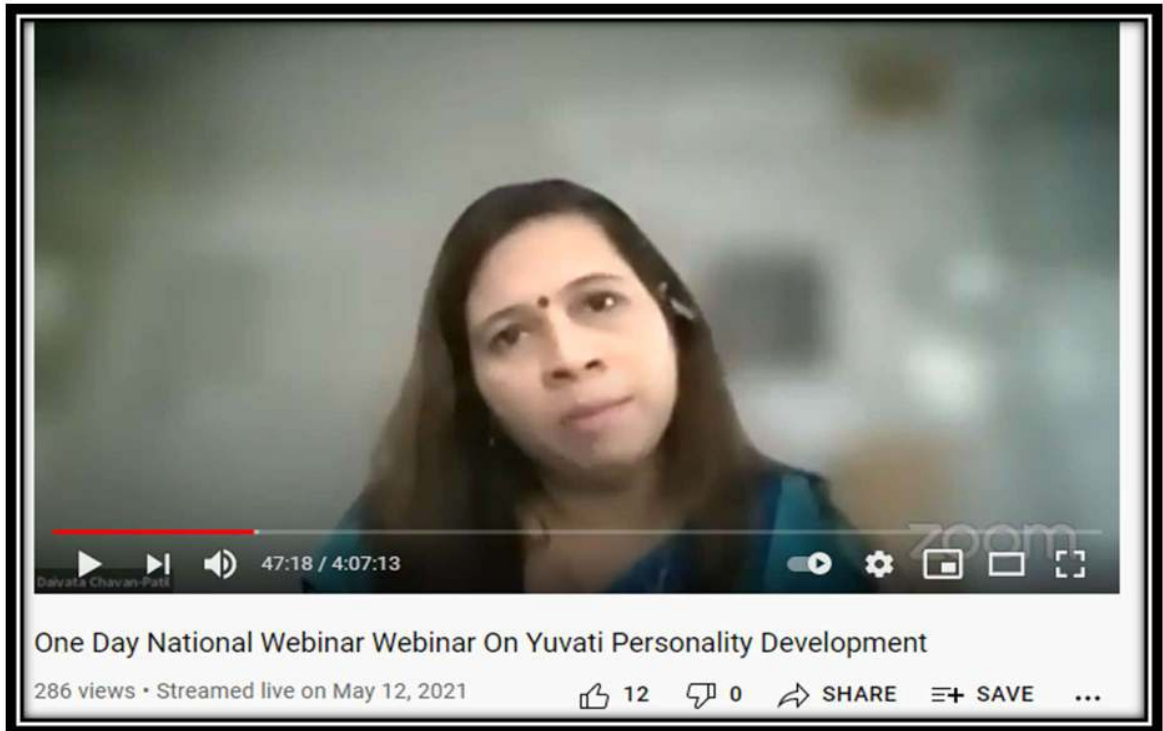 zoom
47:18 / 4:07:13
Daivata Chavan-Patil
One Day National Webinar Webinar On Yuvati Personality Development
286 views • Streamed live on May 12, 2021 12 0 SHARE SAVE ...